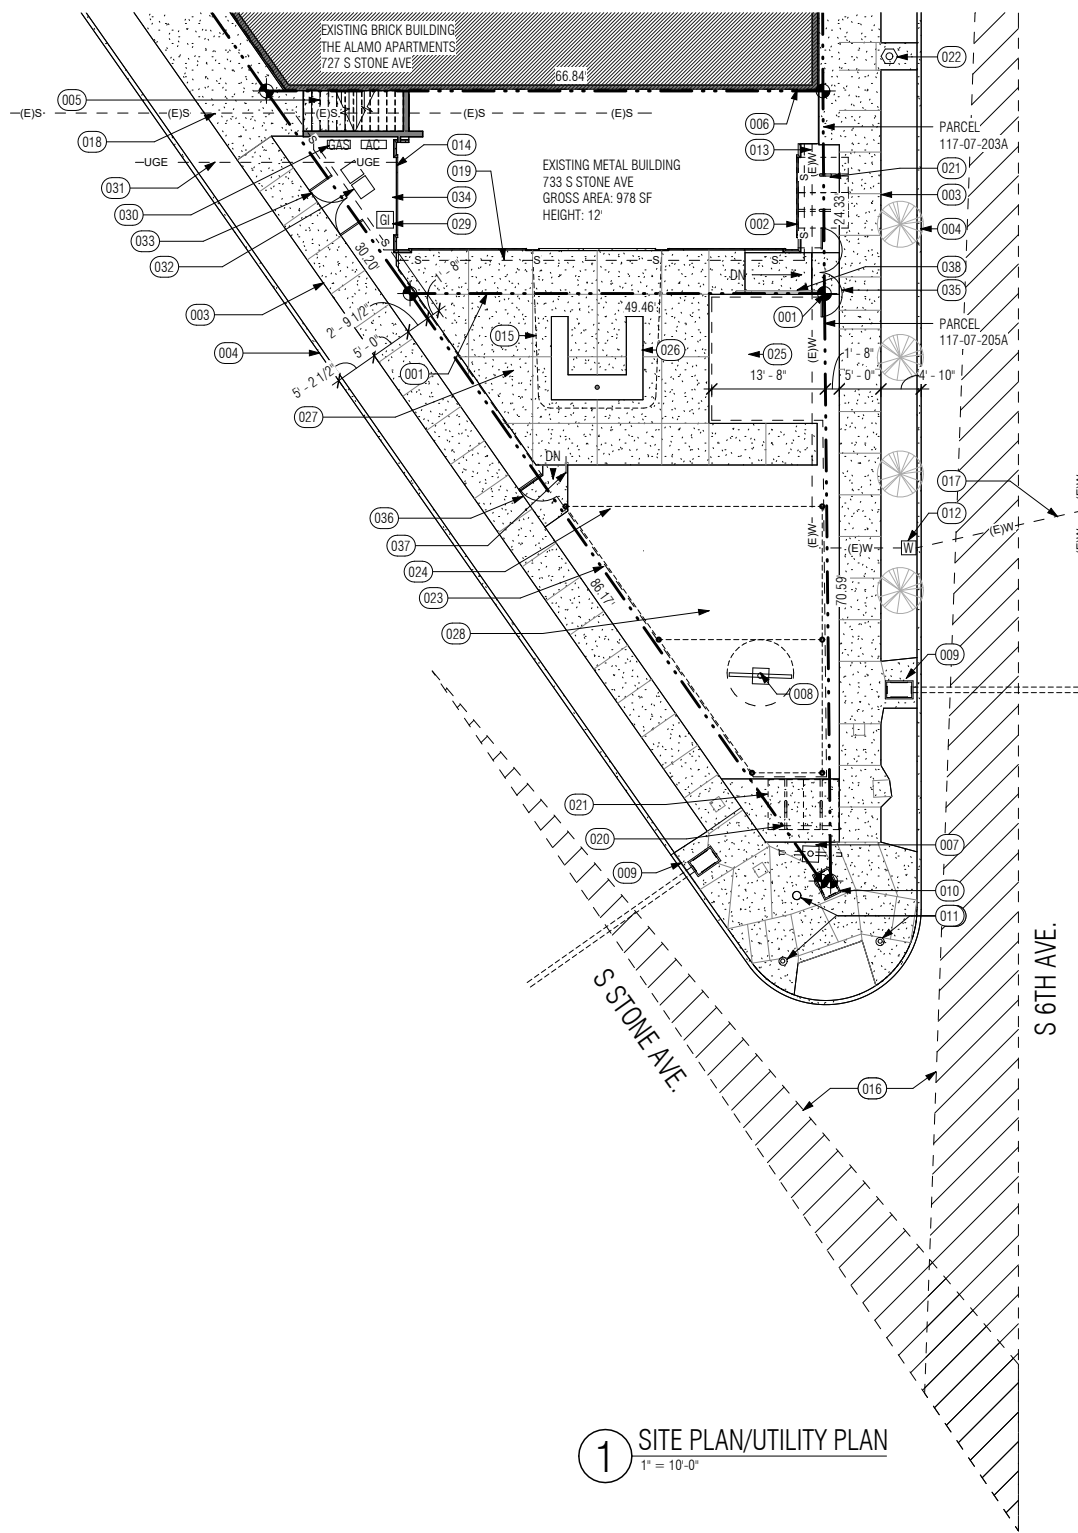 EXISTING BRICK BUILDING
THE ALAMO APARTMENTS
727 S STONE AVE
66.84'
022
005
(E)S
(E)S
(E)S
(E)S
(E)S
006
018
PARCEL
117-07-203A
GAS
AC
014
013
(E)W
UGE
UGE
EXISTING METAL BUILDING
733 S STONE AVE
GROSS AREA: 978 SF
HEIGHT: 12'
019
021
031
034
003
030
GI
029
002
24.33'
004
033
S
S
S
S
032
30.20'
S
S
S
S
1' - 8"
DN
038
035
003
2' - 9 1/2"
49.46'
001
PARCEL
117-07-205A
004
5' - 0"
015
026
025
(E)W
1' - 8"
5' - 2 1/2"
001
13' - 8"
5' - 0"
4' - 10"
027
DN
017
036
012
(E)W
037
(E)W
(E)W
W
024
023
86.17'
70.59
028
009
008
021
020
007
009
010
011
S STONE AVE.
S 6TH AVE.
016
1
SITE PLAN/UTILITY PLAN
1" = 10'-0"